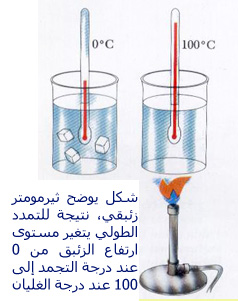 0°C 100°C
شكل يوضح ثيرمومتر
زئبقي، نتيجة للتمدد
الطولي يتغير مستوى
ارتفاع الزئبق من 0
عند درجة التجمد إلى
100 عند درجة الغليان